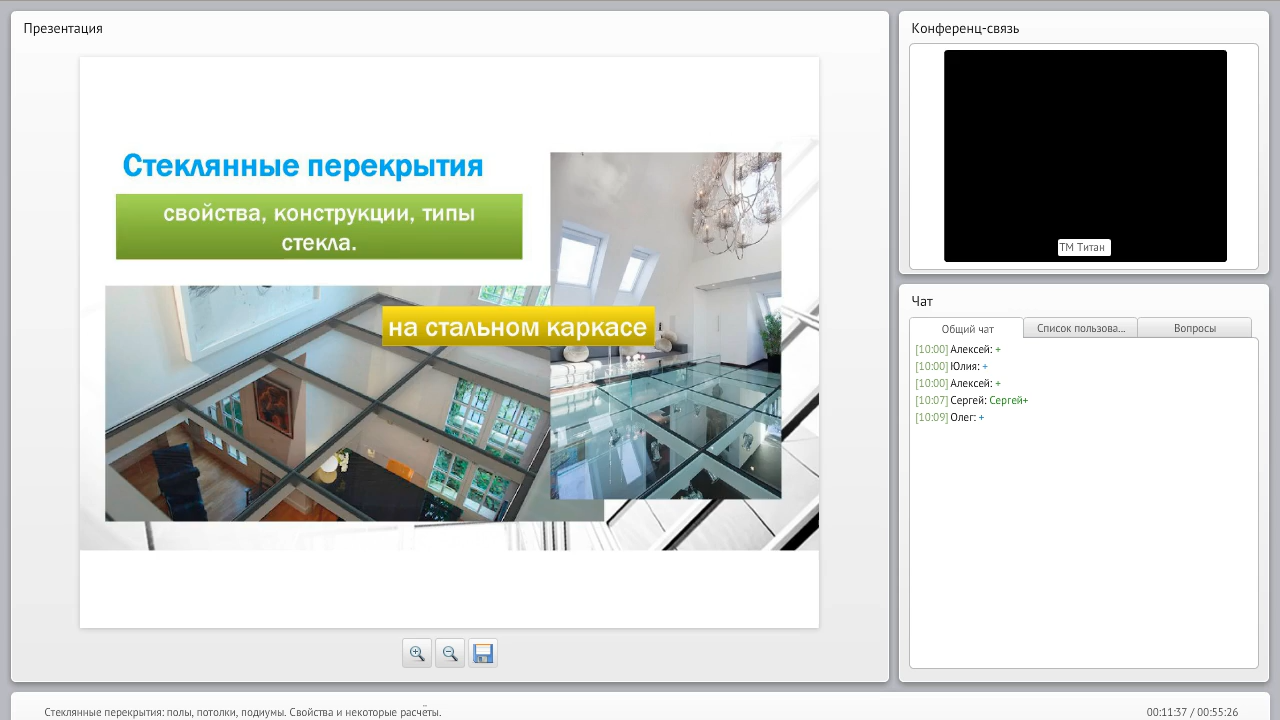 Презентация
Стеклянные перекрытия
свойства, конструкции, типы
стекла.
на стальном каркасе
Конференц-связь
ТМ Титан
Чат
Общий чат
Список пользова...
Вопросы
[10:00] Алексей: +
[10:00] Юлия: +
[10:00] Алексей: +
[10:07] Сергей: Сергей+
[10:09] Олег: +
Стеклянные перекрытия: полы, потолки, подиумы. Свойства и некоторые расчёты.
00:11:37 / 00:55:26